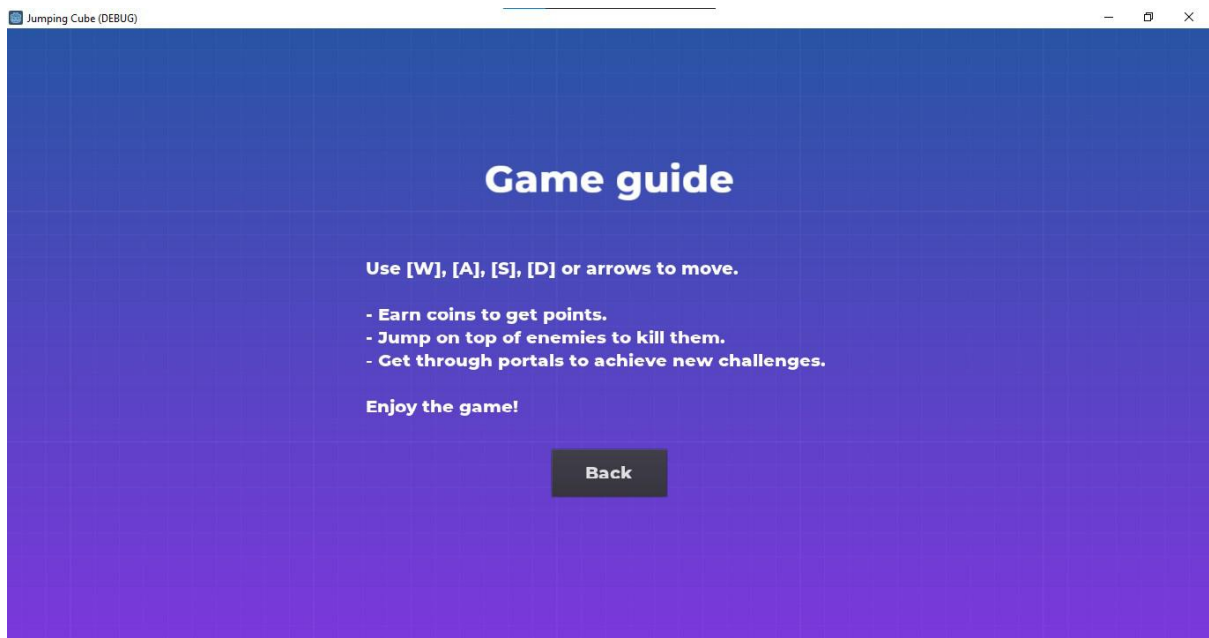 Jumping Cube (DEBUG)
Game guide
Use [W], [A], [S], [D] or arrows to move.
- Earn coins to get points.
- Jump on top of enemies to kill them.
- Get through portals to achieve new challenges.
Enjoy the game!
Back